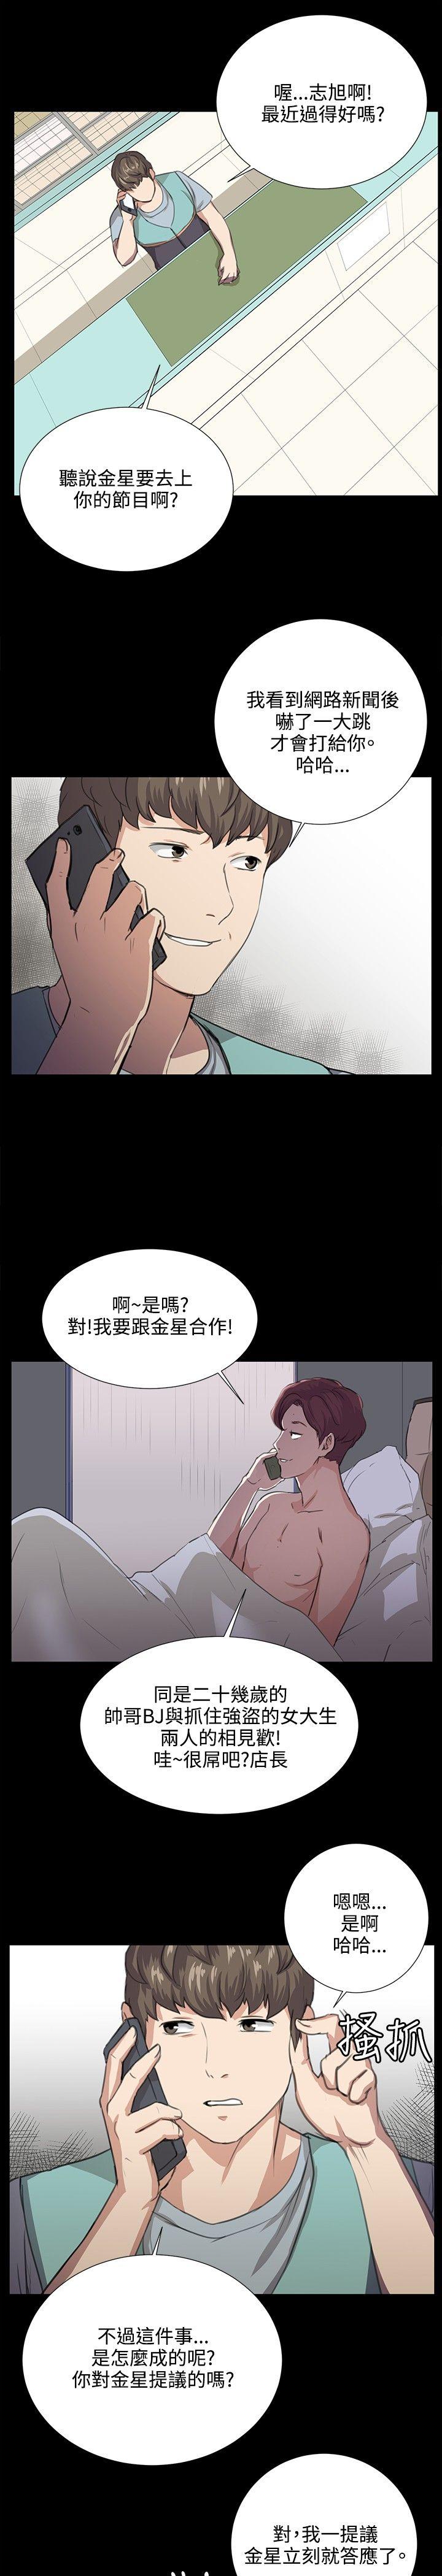 喔…志旭啊!
最近過得好嗎?
聽說金星要去上
你的節目啊?
我看到網路新聞後
嚇了一大跳
才會打給你。
哈哈…
啊~是嗎?
對!我要跟金星合作!
同是二十幾歲的
帥哥BJ與抓住強盜的女大生
兩人的相見歡!
哇~很屌吧?店長
嗯嗯…
是啊
哈哈…
搔抓
不過這件事…
是怎麼成的呢?
你對金星提議的嗎?
對,我一提議
金星立刻就答應了。